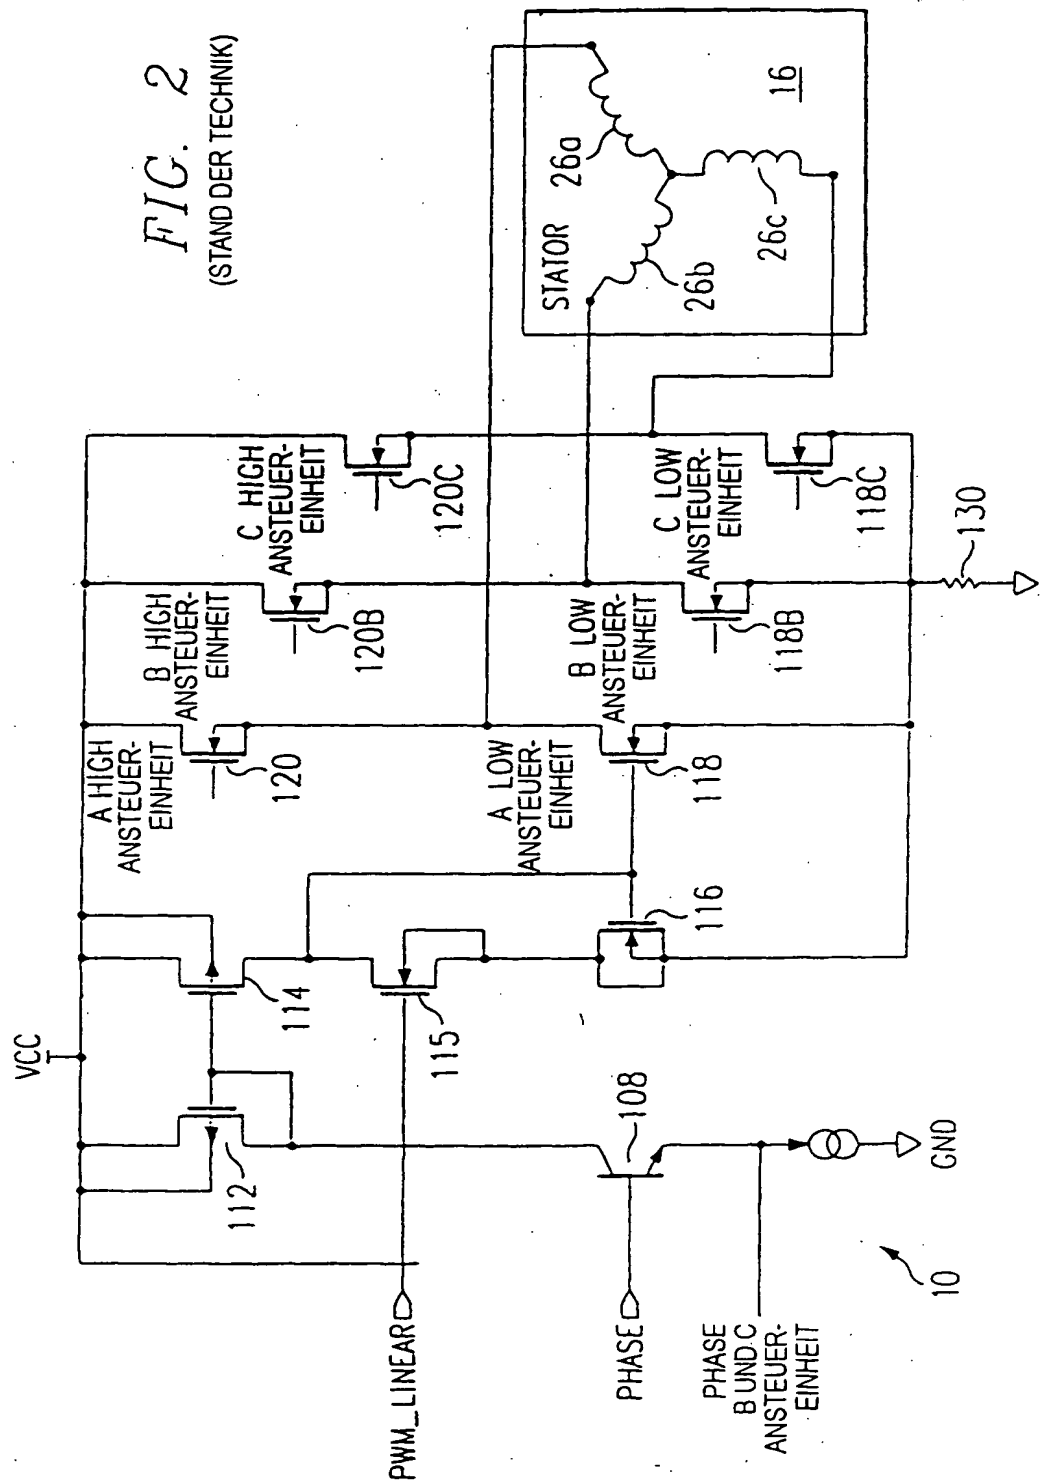 FIG. 2
(STAND DER TECHNIK)
VCC
A HIGH
ANSTEUER-
EINHEIT
B HIGH
ANSTEUER-
EINHEIT
C HIGH
ANSTEUER-
EINHEIT
112
114
120
120B
120C
STATOR
26a
26b
26c
16
PWM_LINEAR
115
A LOW
ANSTEUER-
EINHEIT
B LOW
ANSTEUER-
EINHEIT
C LOW
ANSTEUER-
EINHEIT
PHASE
108
116
118
118B
118C
PHASE
B UND C
ANSTEUER-
EINHEIT
130
10
GND